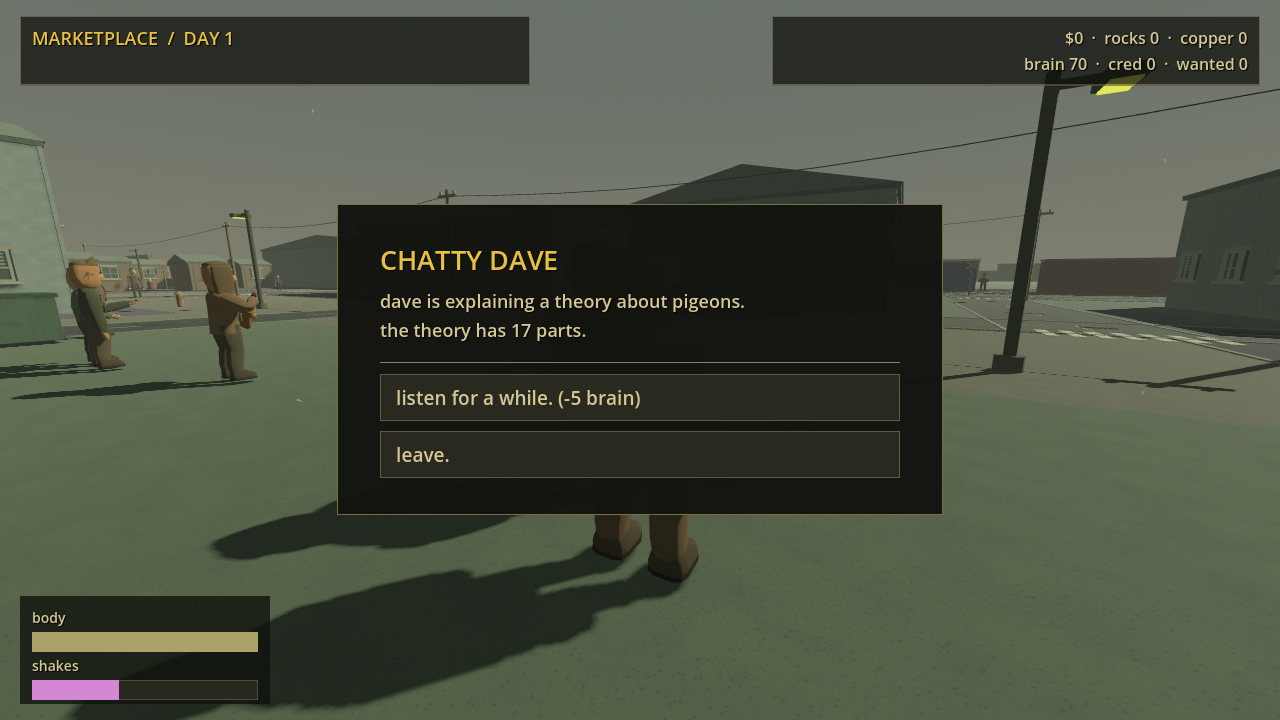 MARKETPLACE / DAY 1
$0 · rocks 0 · copper 0
brain 70 · cred 0 · wanted 0
CHATTY DAVE
dave is explaining a theory about pigeons.
the theory has 17 parts.
listen for a while. (-5 brain)
leave.
body
shakes